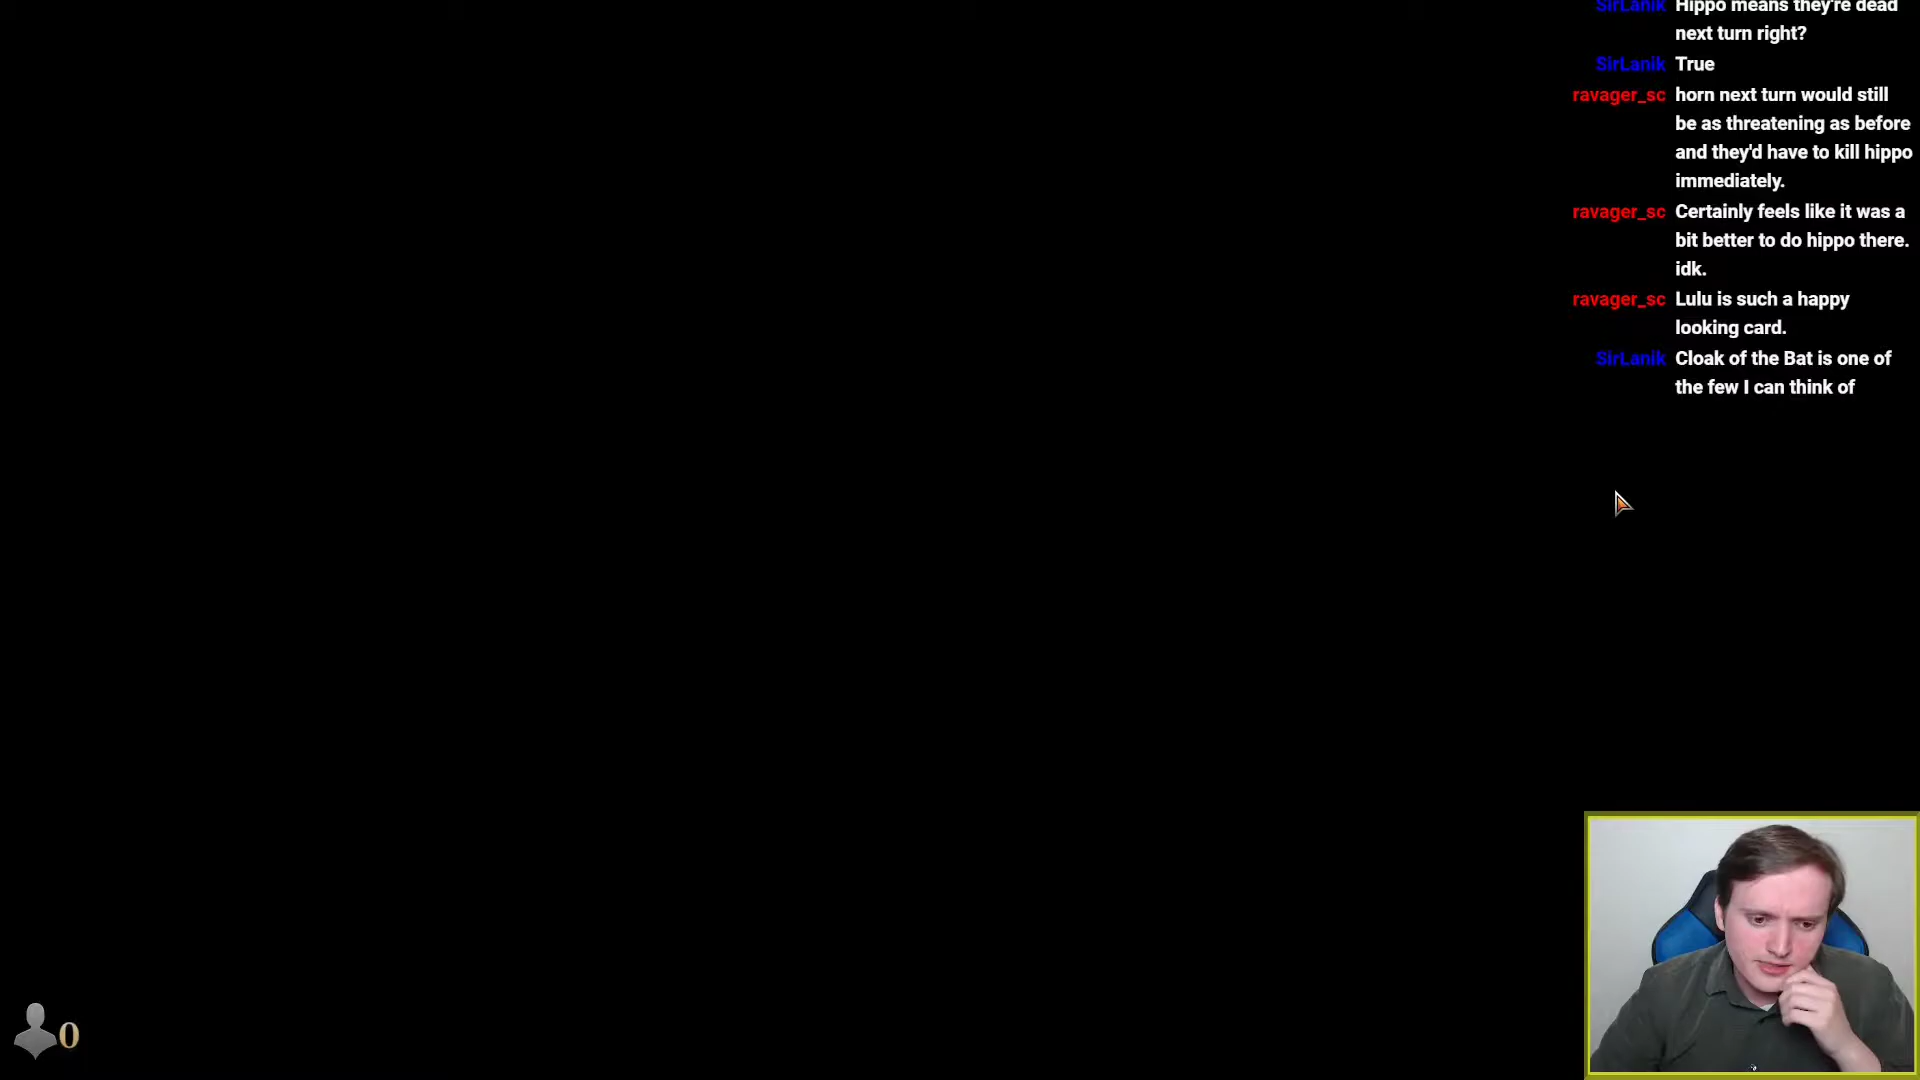 SirLanik Hippo means they're dead
next turn right?
SirLanik True
ravager_sc horn next turn would still
be as threatening as before
and they'd have to kill hippo
immediately.
ravager_sc Certainly feels like it was a
bit better to do hippo there.
idk.
ravager_sc Lulu is such a happy
looking card.
SirLanik Cloak of the Bat is one of
the few I can think of
0